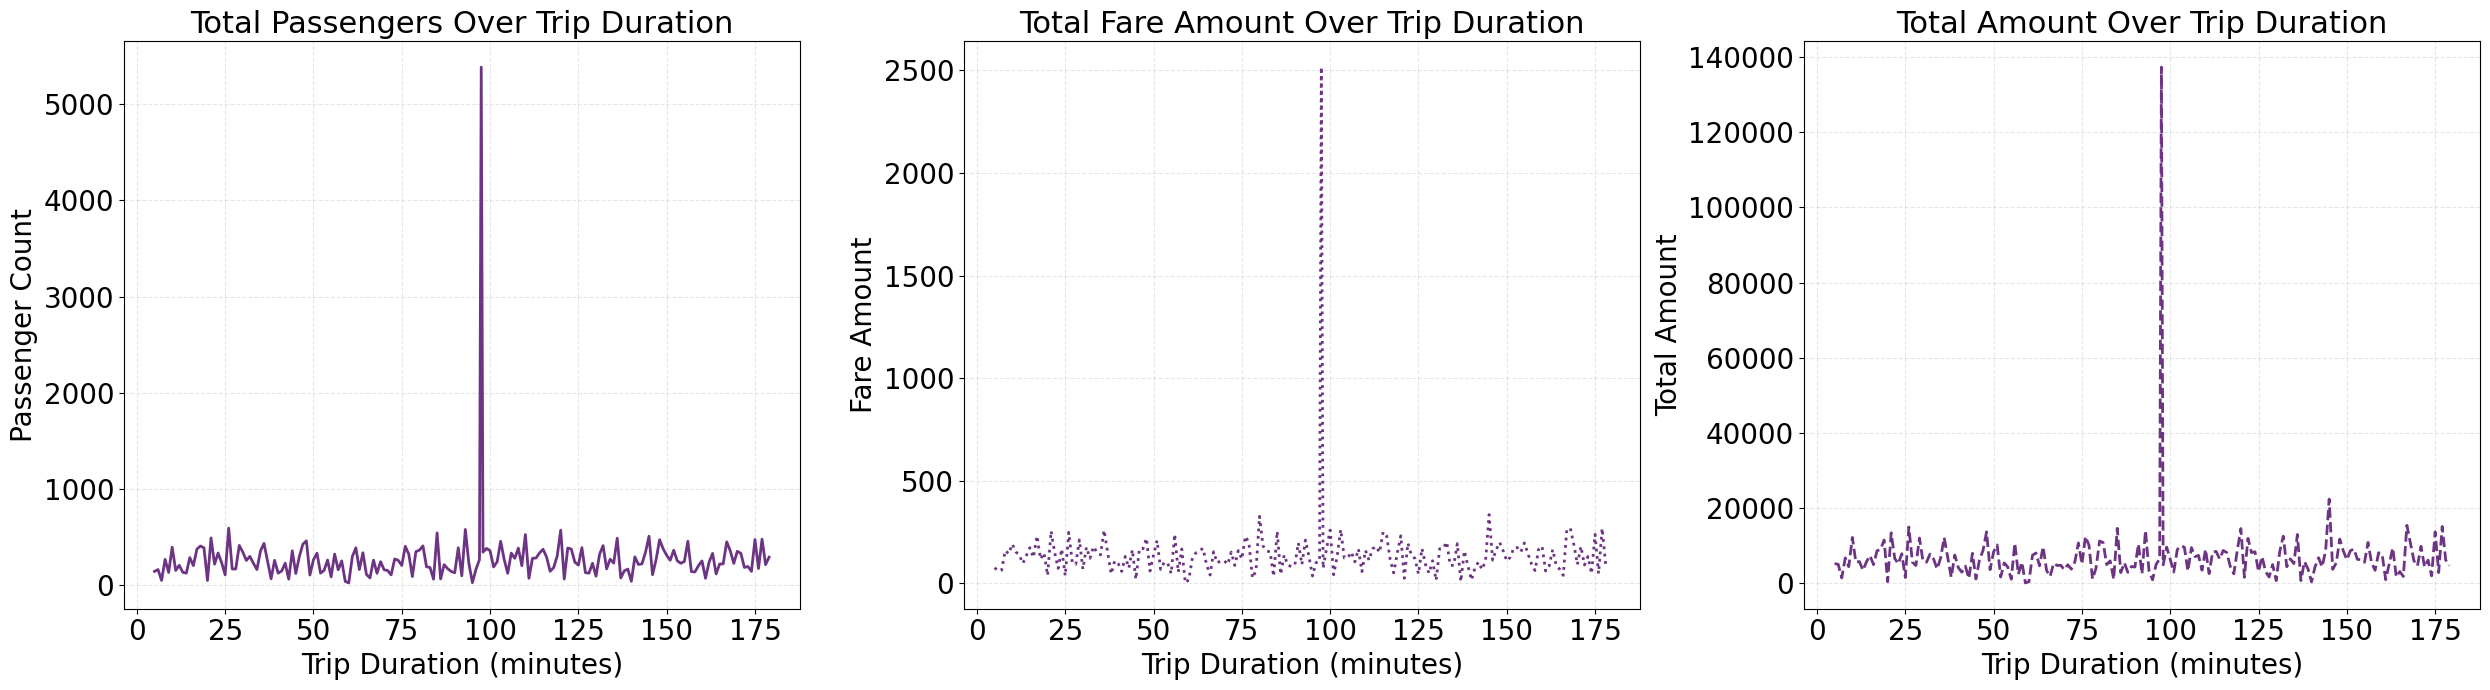 Total Passengers Over Trip Duration
Passenger Count
5000
4000
3000
2000
1000
0
0 25 50 75 100 125 150 175
Trip Duration (minutes)
Total Fare Amount Over Trip Duration
Fare Amount
2500
2000
1500
1000
500
0
0 25 50 75 100 125 150 175
Trip Duration (minutes)
Total Amount Over Trip Duration
Total Amount
140000
120000
100000
80000
60000
40000
20000
0
0 25 50 75 100 125 150 175
Trip Duration (minutes)